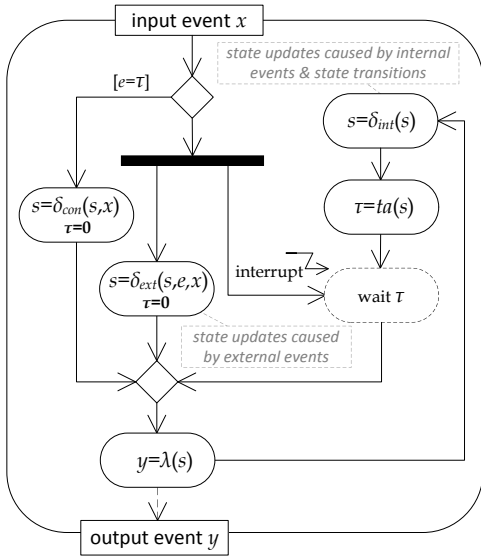 input event x
state updates caused by internal
events & state transitions
[e=τ]
s=δint(s)
s=δcon(s,x)
τ=0
τ=ta(s)
interrupt
s=δext(s,e,x)
τ=0
wait τ
state updates caused
by external events
y=λ(s)
output event y